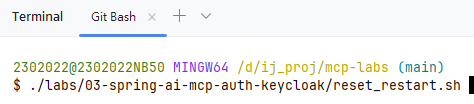 Terminal Git Bash
2302022@2302022NB50 MINGW64 /d/ij_proj/mcp-labs (main)
$ ./labs/03-spring-ai-mcp-auth-keycloak/reset_restart.sh